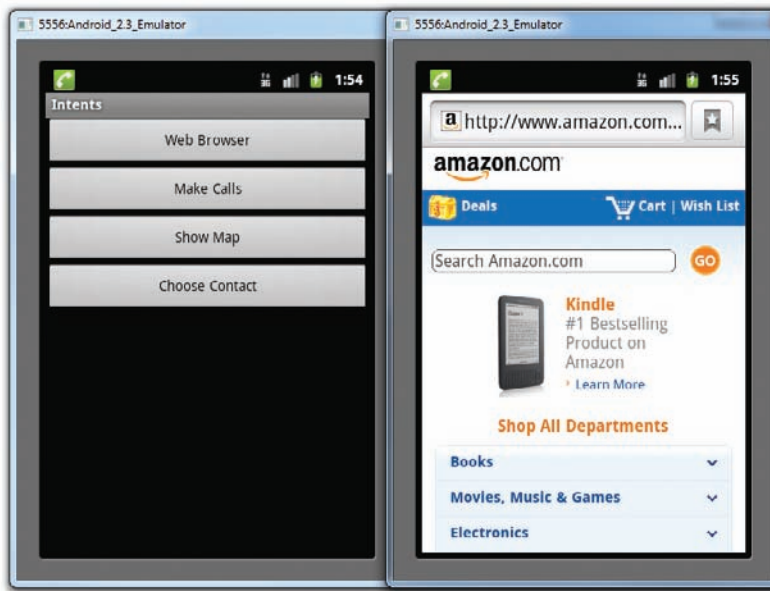 5556:Android_2.3_Emulator
1:54
Intents
Web Browser
Make Calls
Show Map
Choose Contact
5556:Android_2.3_Emulator
3G
1:55
a http://www.amazon.com...
amazon.com
Deals
Cart | Wish List
Search Amazon.com
GO
Kindle
#1 Bestselling
Product on
Amazon
Learn More
Shop All Departments
Books
Movies, Music & Games
Electronics